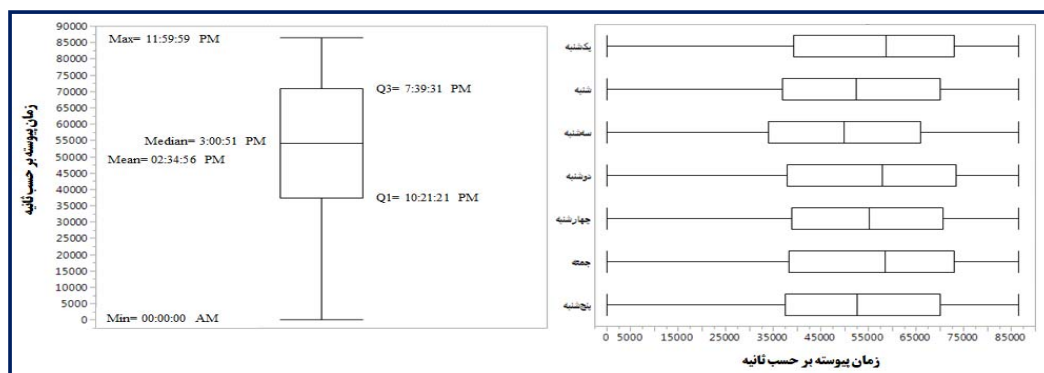 زمان پیوسته بر حسب ثانیه
90000
85000
80000
75000
70000
65000
60000
55000
50000
45000
40000
35000
30000
25000
20000
15000
10000
5000
0
Max= 11:59:59 PM
Q3= 7:39:31 PM
Median= 3:00:51 PM
Mean= 02:34:56 PM
Q1= 10:21:21 PM
Min= 00:00:00 AM
یکشنبه
شنبه
سه‌شنبه
دوشنبه
چهارشنبه
جمعه
پنج‌شنبه
0 5000 15000 25000 35000 45000 55000 65000 75000 85000
زمان پیوسته بر حسب ثانیه